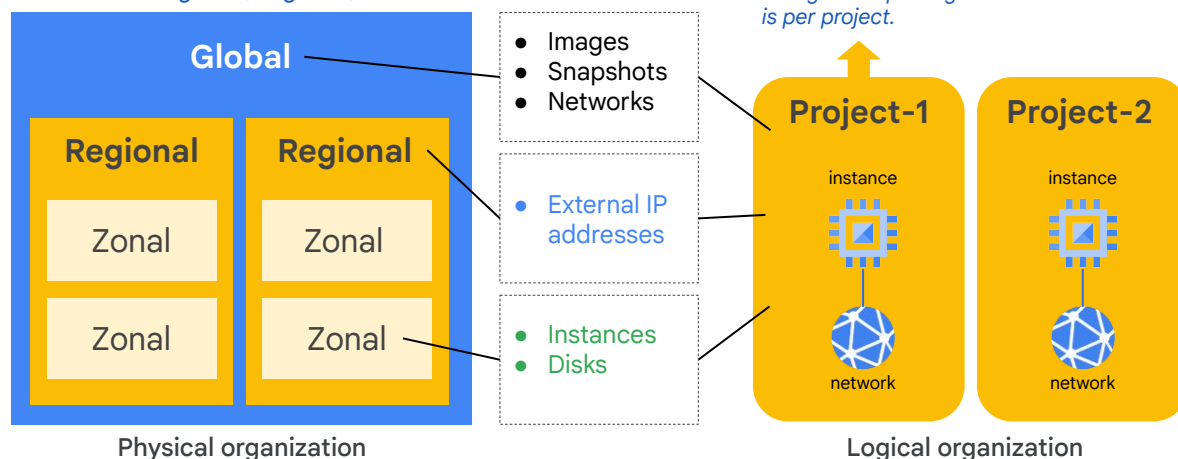 is per project.
Global
Regional
Regional
Zonal
Zonal
Zonal
Zonal
Physical organization
● Images
● Snapshots
● Networks
● External IP
addresses
● Instances
● Disks
Project-1
instance
network
Project-2
instance
network
Logical organization